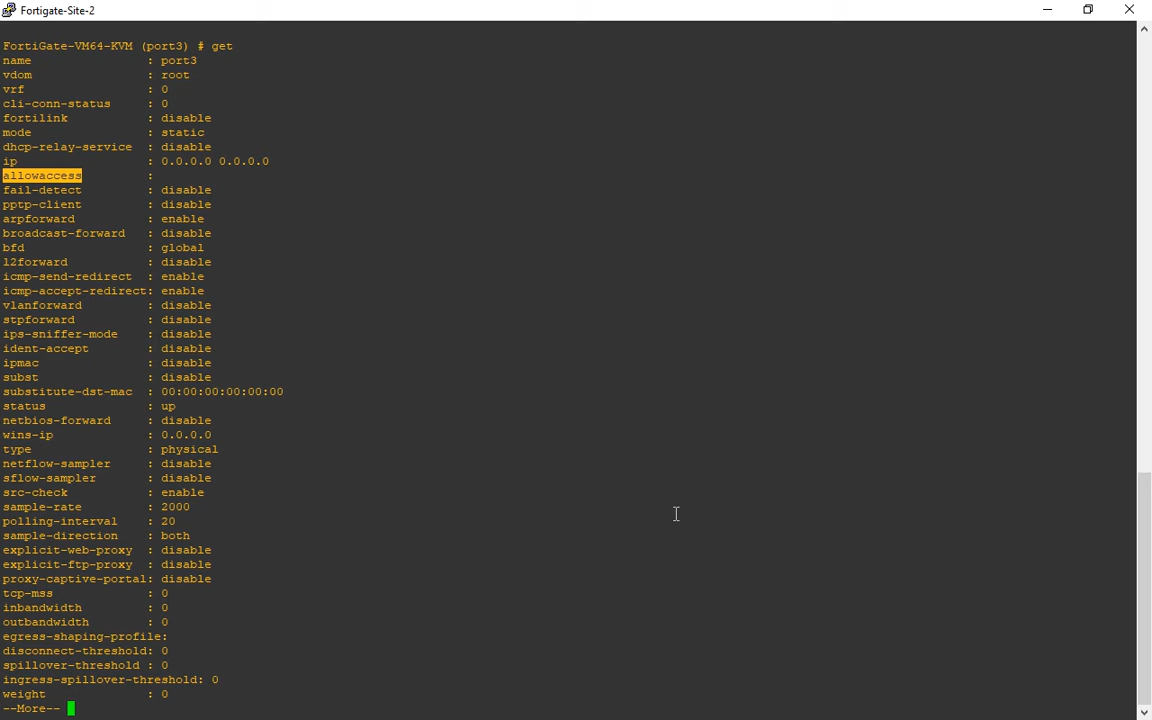 Fortigate-Site-2
FortiGate-VM64-KVM (port3) # get
name : port3
vdom : root
vrf : 0
cli-conn-status : 0
fortilink : disable
mode : static
dhcp-relay-service : disable
ip : 0.0.0.0 0.0.0.0
allowaccess :
fail-detect : disable
pptp-client : disable
arpforward : enable
broadcast-forward : disable
bfd : global
l2forward : disable
icmp-send-redirect : enable
icmp-accept-redirect: enable
vlanforward : disable
stpforward : disable
ips-sniffer-mode : disable
ident-accept : disable
ipmac : disable
subst : disable
substitute-dst-mac : 00:00:00:00:00:00
status : up
netbios-forward : disable
wins-ip : 0.0.0.0
type : physical
netflow-sampler : disable
sflow-sampler : disable
src-check : enable
sample-rate : 2000
polling-interval : 20
sample-direction : both
explicit-web-proxy : disable
explicit-ftp-proxy : disable
proxy-captive-portal: disable
tcp-mss : 0
inbandwidth : 0
outbandwidth : 0
egress-shaping-profile:
disconnect-threshold: 0
spillover-threshold : 0
ingress-spillover-threshold: 0
weight : 0
--More--